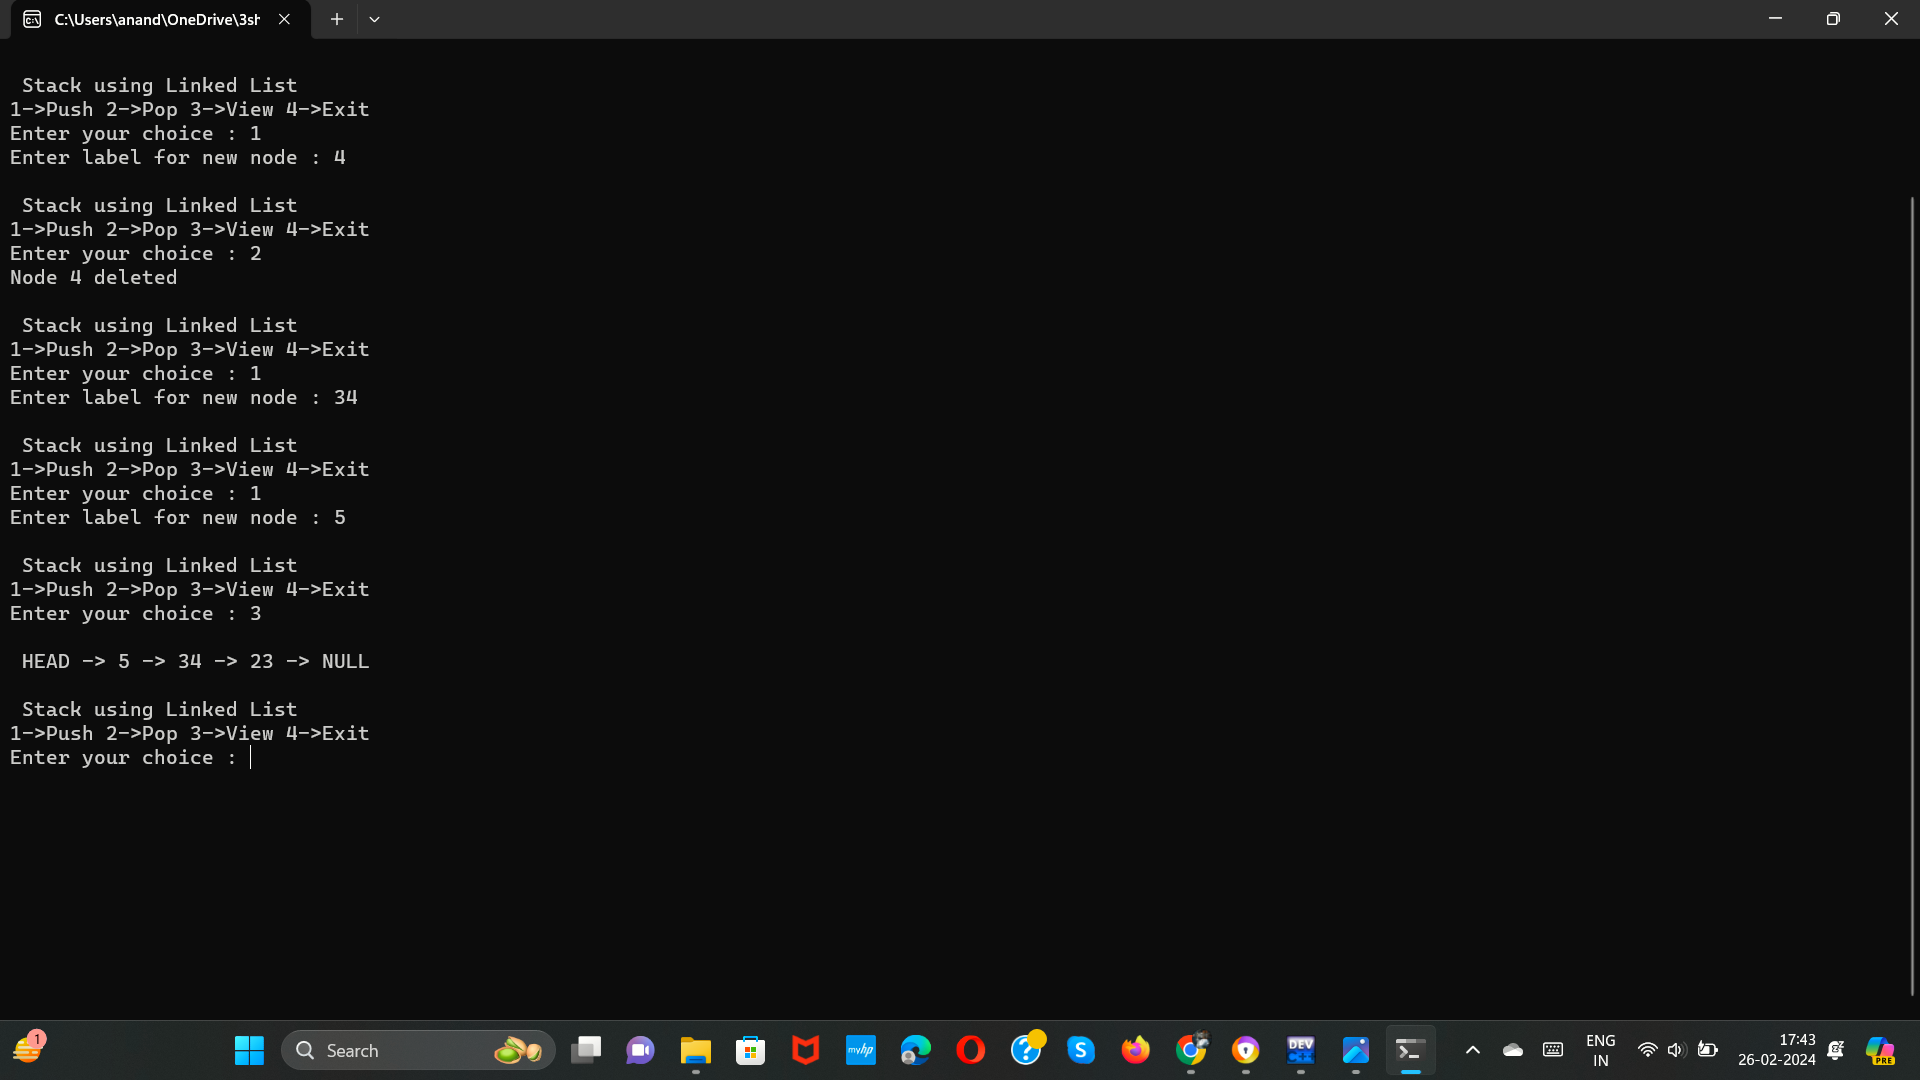 C:\Users\anand\OneDrive\3sh
Stack using Linked List
1->Push 2->Pop 3->View 4->Exit
Enter your choice : 1
Enter label for new node : 4
Stack using Linked List
1->Push 2->Pop 3->View 4->Exit
Enter your choice : 2
Node 4 deleted
Stack using Linked List
1->Push 2->Pop 3->View 4->Exit
Enter your choice : 1
Enter label for new node : 34
Stack using Linked List
1->Push 2->Pop 3->View 4->Exit
Enter your choice : 1
Enter label for new node : 5
Stack using Linked List
1->Push 2->Pop 3->View 4->Exit
Enter your choice : 3
HEAD -> 5 -> 34 -> 23 -> NULL
Stack using Linked List
1->Push 2->Pop 3->View 4->Exit
Enter your choice :
1
Search
myhp
DEV
C++
ENG
IN
17:43
26-02-2024
PRE